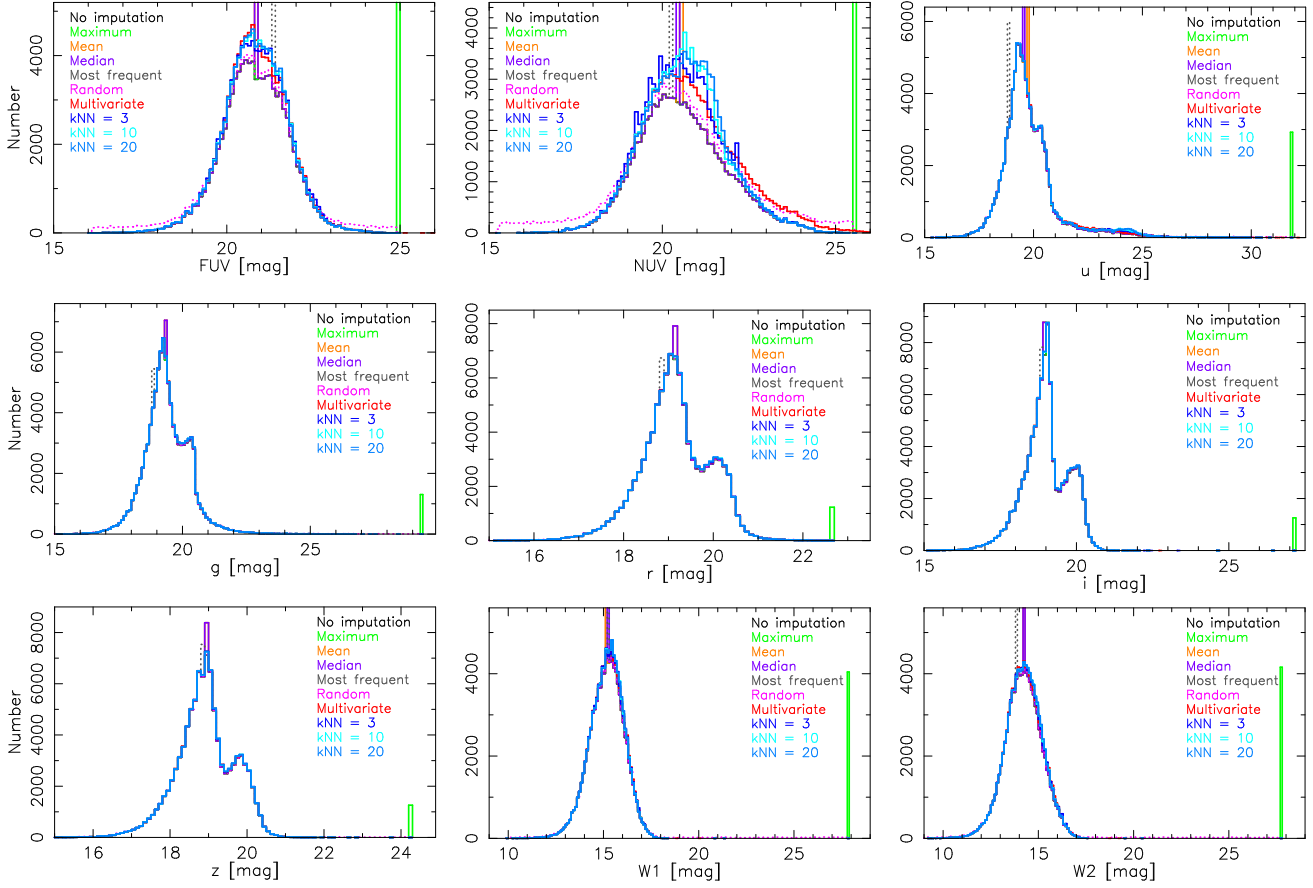 No imputation
Maximum
Mean
Median
Most frequent
Random
Multivariate
kNN = 3
kNN = 10
kNN = 20
Number
0 2000 4000
15 20 25
FUV [mag]
No imputation
Maximum
Mean
Median
Most frequent
Random
Multivariate
kNN = 3
kNN = 10
kNN = 20
0 1000 2000 3000 4000
15 20 25
NUV [mag]
No imputation
Maximum
Mean
Median
Most frequent
Random
Multivariate
kNN = 3
kNN = 10
kNN = 20
0 2000 4000 6000
15 20 25 30
u [mag]
No imputation
Maximum
Mean
Median
Most frequent
Random
Multivariate
kNN = 3
kNN = 10
kNN = 20
Number
0 2000 4000 6000
15 20 25
g [mag]
No imputation
Maximum
Mean
Median
Most frequent
Random
Multivariate
kNN = 3
kNN = 10
kNN = 20
0 2000 4000 6000 8000
16 18 20 22
r [mag]
No imputation
Maximum
Mean
Median
Most frequent
Random
Multivariate
kNN = 3
kNN = 10
kNN = 20
0 2000 4000 6000 8000
15 20 25
i [mag]
No imputation
Maximum
Mean
Median
Most frequent
Random
Multivariate
kNN = 3
kNN = 10
kNN = 20
Number
0 2000 4000 6000 8000
16 18 20 22 24
z [mag]
No imputation
Maximum
Mean
Median
Most frequent
Random
Multivariate
kNN = 3
kNN = 10
kNN = 20
0 2000 4000
10 15 20 25
W1 [mag]
No imputation
Maximum
Mean
Median
Most frequent
Random
Multivariate
kNN = 3
kNN = 10
kNN = 20
0 2000 4000
10 15 20 25
W2 [mag]